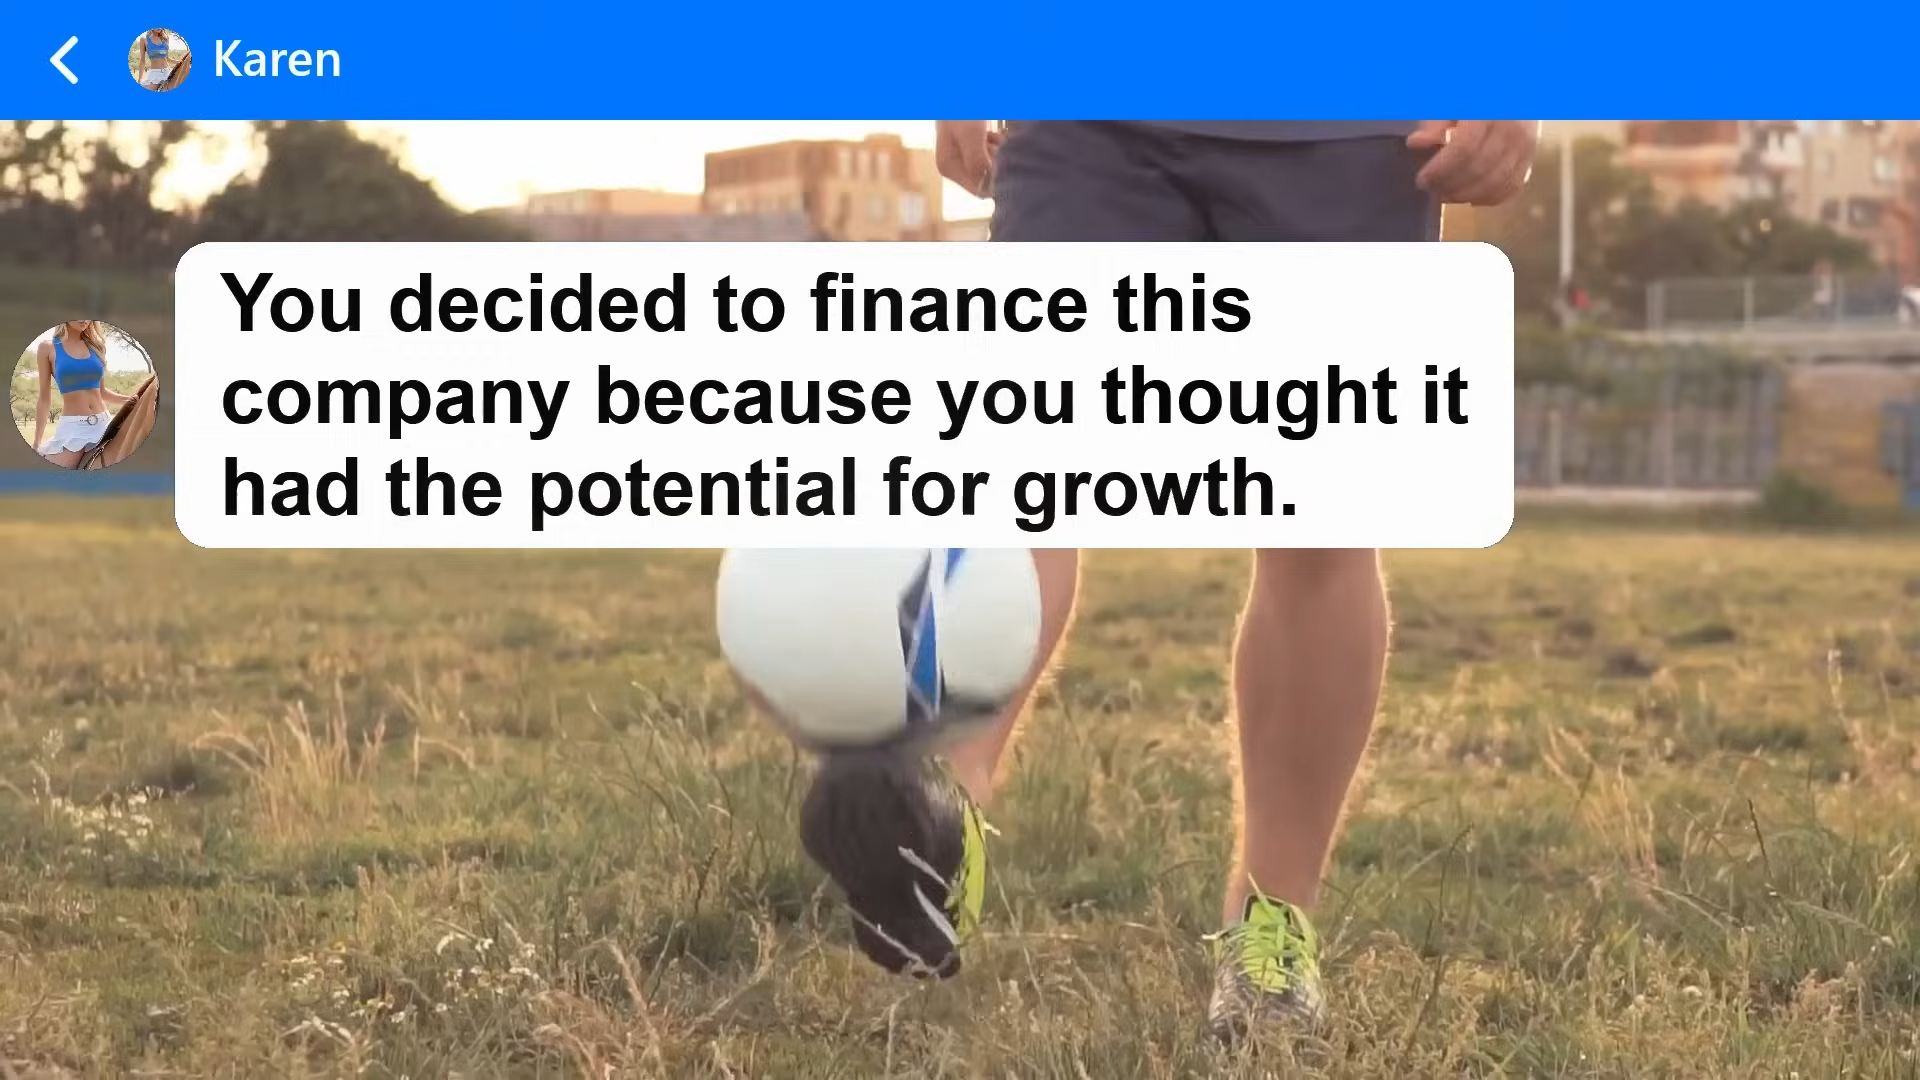 Karen
You decided to finance this
company because you thought it
had the potential for growth.